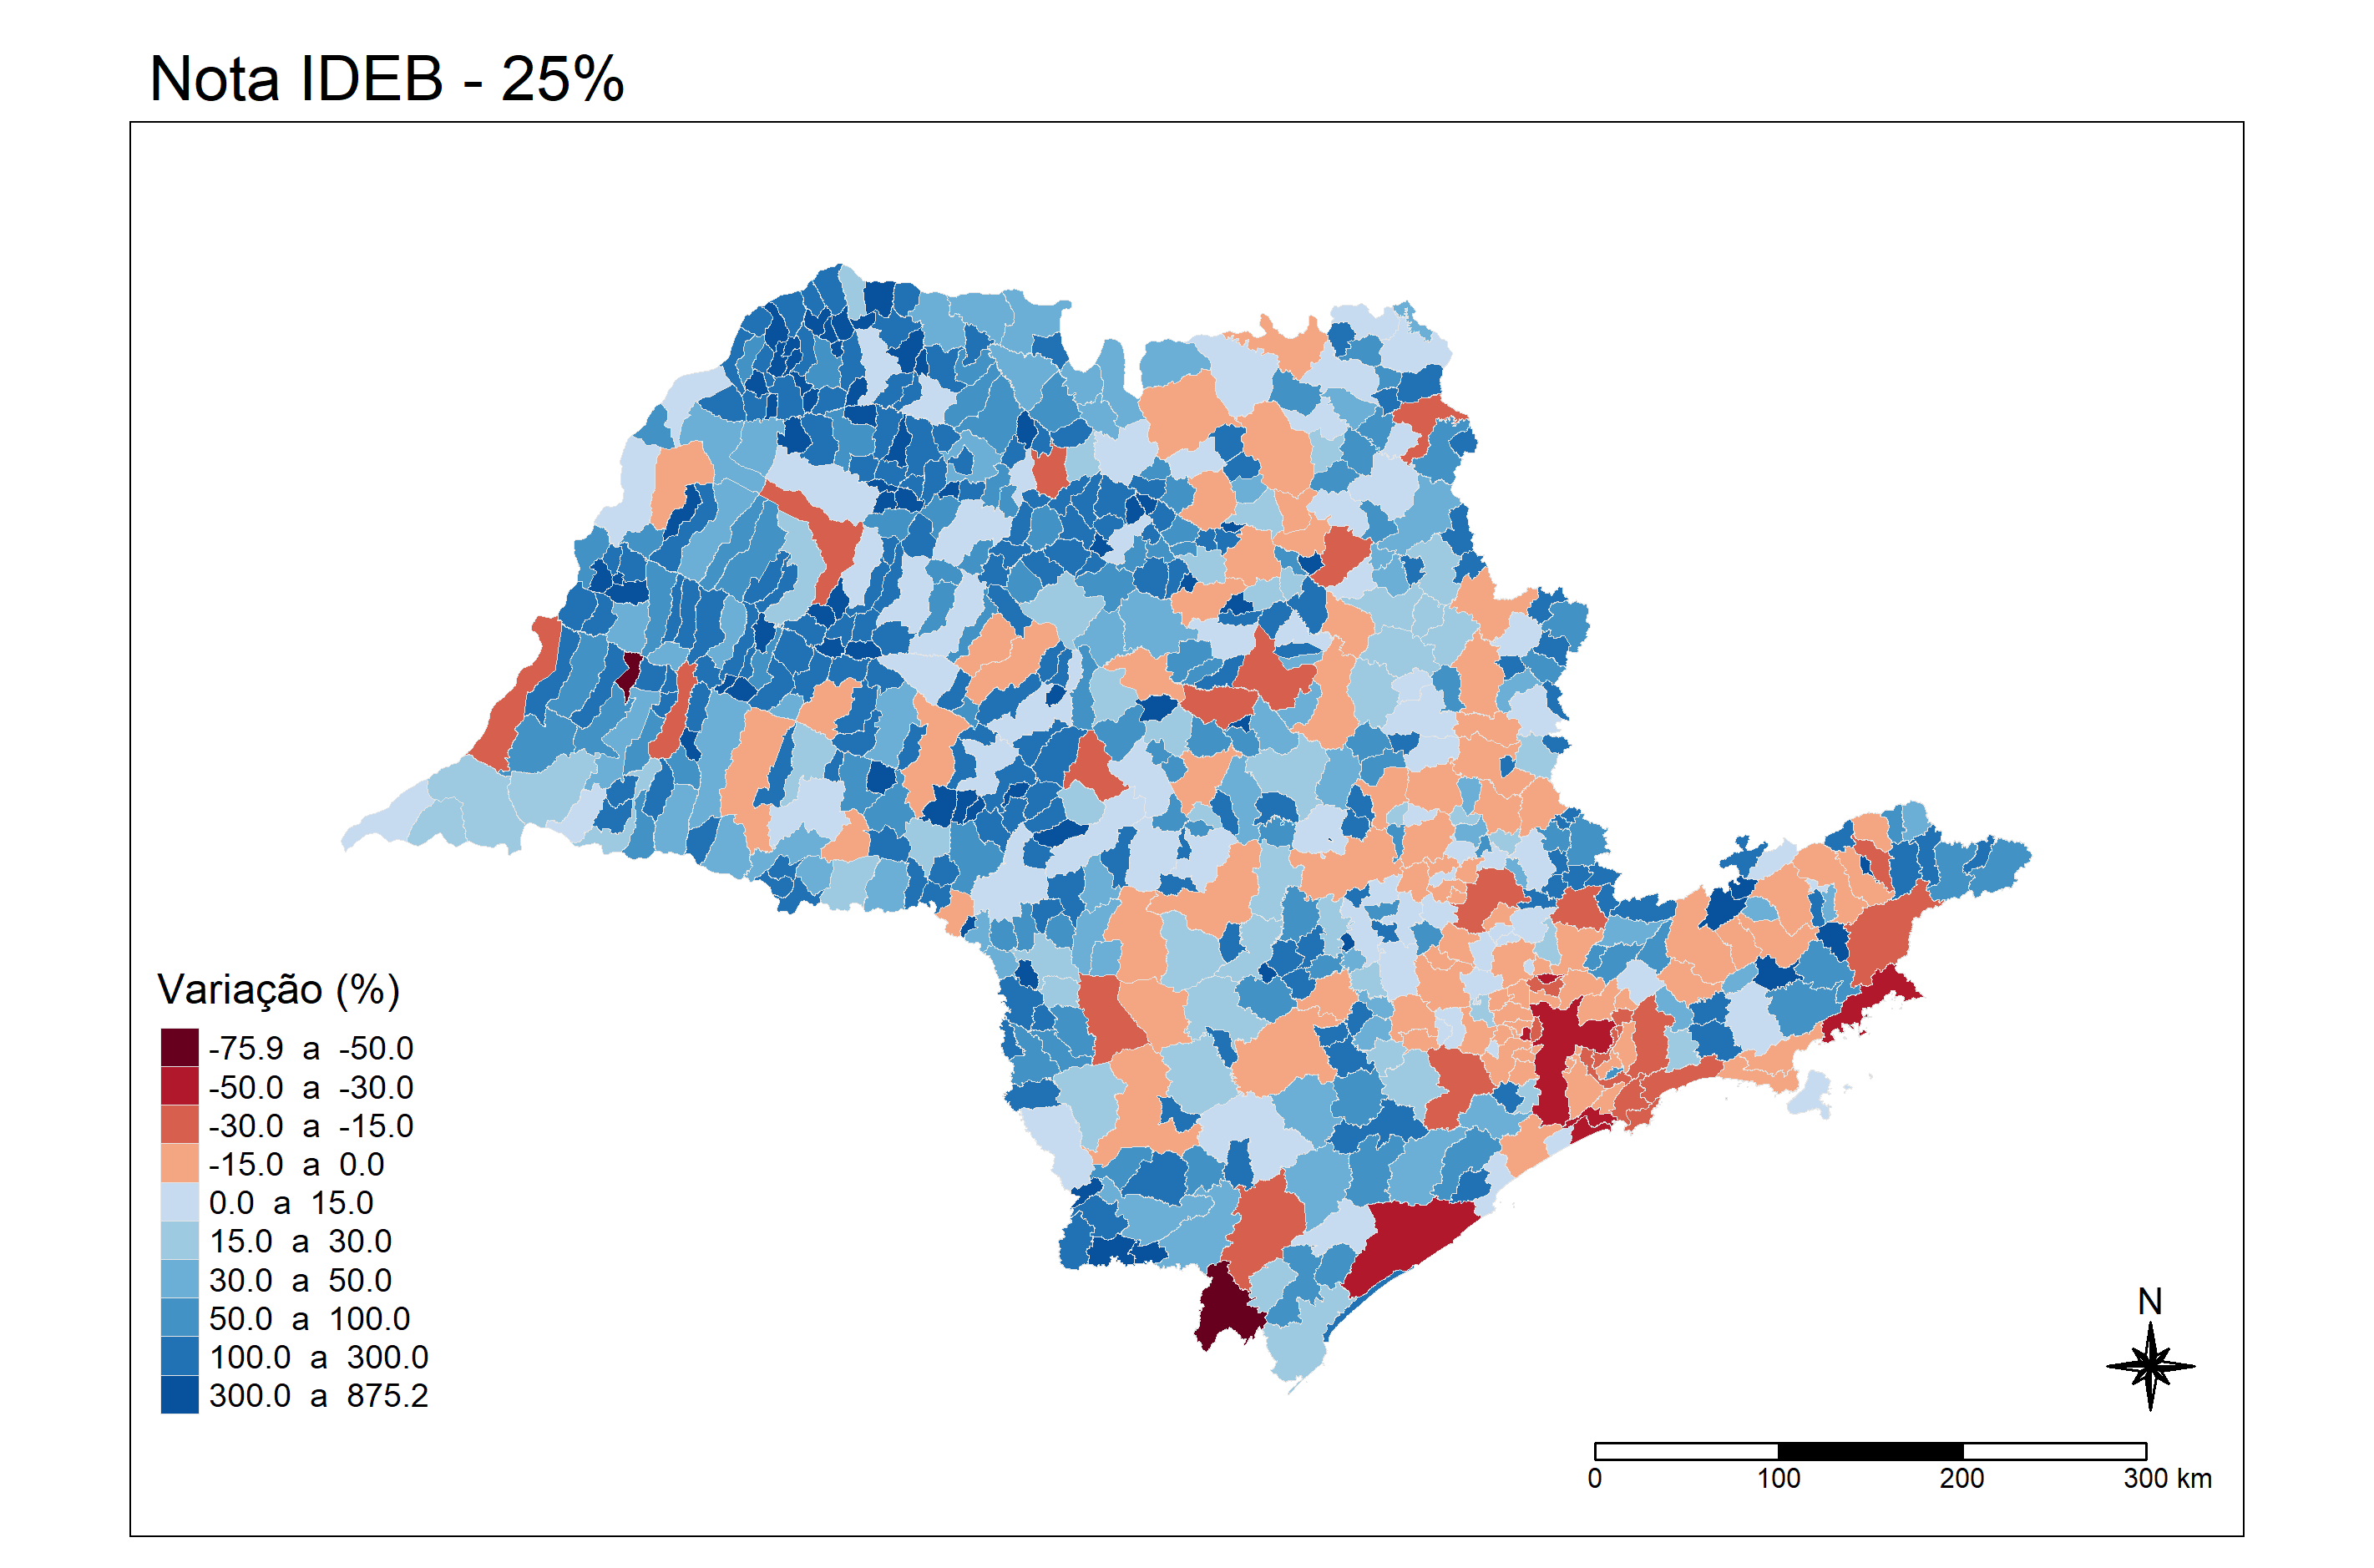 Nota IDEB - 25%
Variação (%)
-75.9 a -50.0
-50.0 a -30.0
-30.0 a -15.0
-15.0 a 0.0
0.0 a 15.0
15.0 a 30.0
30.0 a 50.0
50.0 a 100.0
100.0 a 300.0
300.0 a 875.2
N
0 100 200 300 km